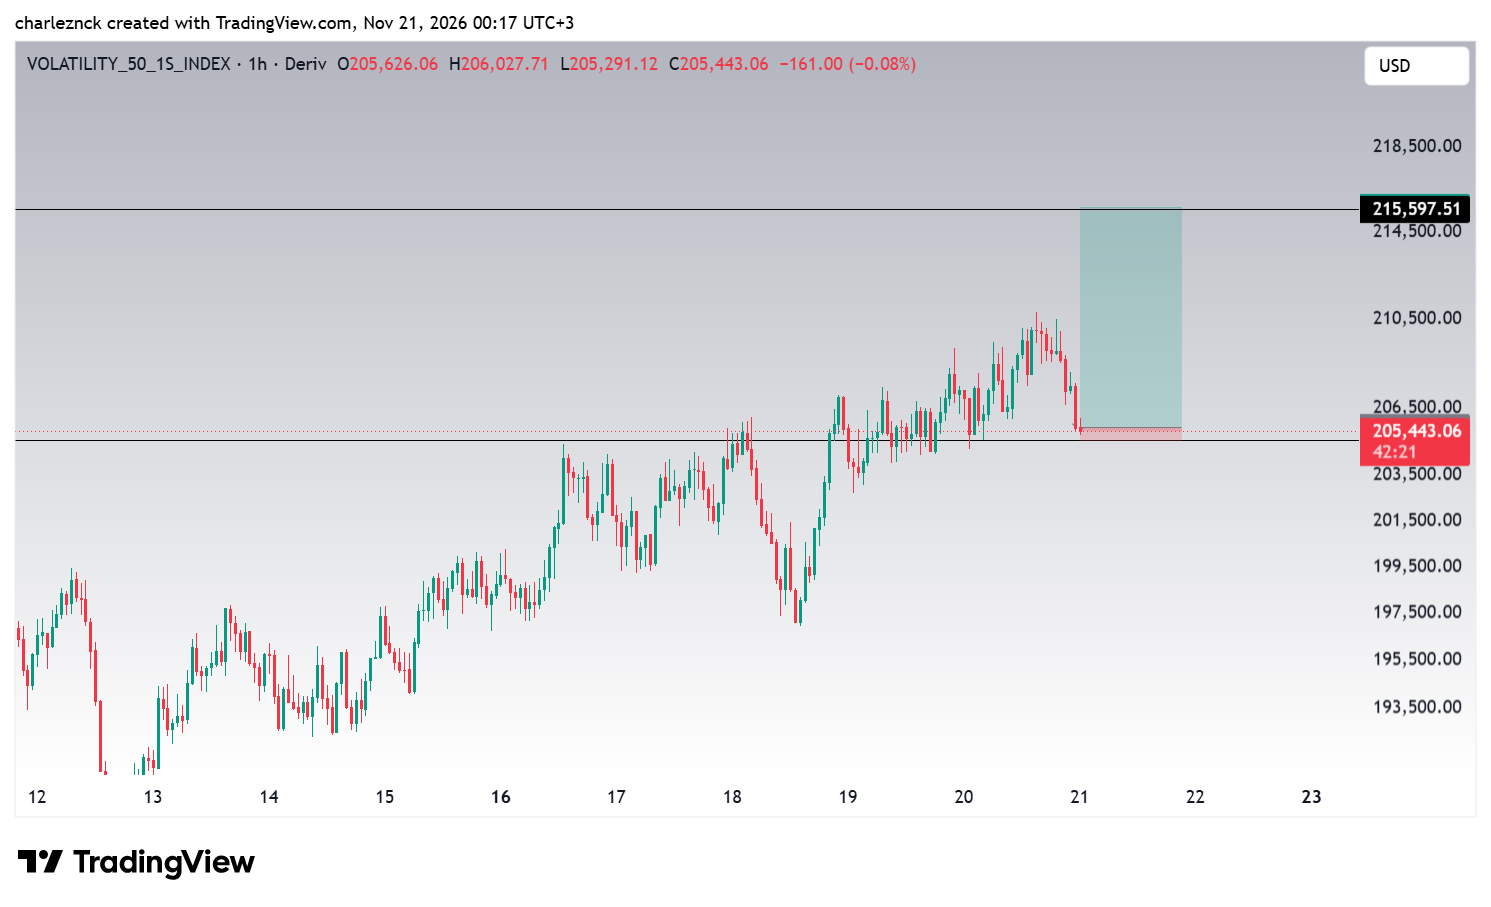 charleznck created with TradingView.com, Nov 21, 2026 00:17 UTC+3
VOLATILITY_50_1S_INDEX · 1h · Deriv O205,626.06 H206,027.71 L205,291.12 C205,443.06 −161.00 (−0.08%)
USD
218,500.00
215,597.51
214,500.00
210,500.00
206,500.00
205,443.06
42:21
203,500.00
201,500.00
199,500.00
197,500.00
195,500.00
193,500.00
12 13 14 15 16 17 18 19 20 21 22 23
TradingView